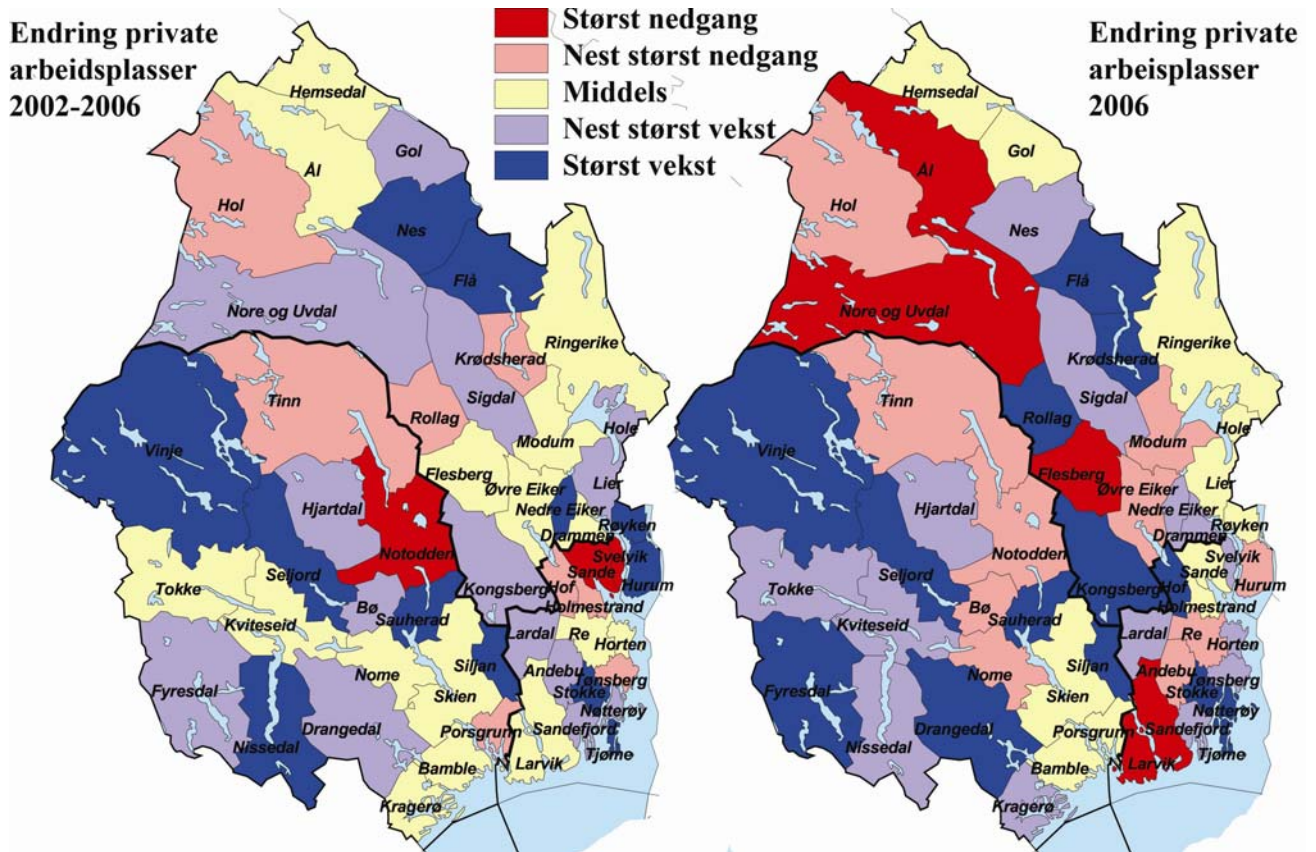 Endring private
arbeidsplasser
2002-2006
Størst nedgang
Nest størst nedgang
Middels
Nest størst vekst
Størst vekst
Endring private
arbeisplasser
2006
Hemsedal
Gol
Ål
Hol
Nes
Flå
Nore og Uvdal
Ringerike
Krødsherad
Tinn
Sigdal
Rollag
Hole
Modum
Vinje
Flesberg
Øvre Eiker
Lier
Hjartdal
Nedre Eiker
Røyken
Drammen
Svelvik
Notodden
Sande
Seljord
Hurum
Tokke
Kongsberg
Hof
Bø
Holmestrand
Sauherad
Kviteseid
Lardal
Re
Horten
Siljan
Andebu
Nome
Tønsberg
Fyresdal
Skien
Stokke
Nøtterøy
Drangedal
Nissedal
Porsgrunn
Sandefjord
Tjøme
Bamble
Larvik
Kragerø
Hemsedal
Gol
Ål
Hol
Nes
Flå
Nore og Uvdal
Ringerike
Krødsherad
Tinn
Sigdal
Rollag
Hole
Modum
Vinje
Flesberg
Øvre Eiker
Lier
Hjartdal
Nedre Eiker
Røyken
Drammen
Svelvik
Notodden
Sande
Seljord
Hurum
Tokke
Kongsberg
Hof
Bø
Holmestrand
Sauherad
Kviteseid
Lardal
Re
Horten
Siljan
Andebu
Nome
Tønsberg
Fyresdal
Skien
Stokke
Nøtterøy
Drangedal
Nissedal
Porsgrunn
Sandefjord
Tjøme
Bamble
Larvik
Kragerø